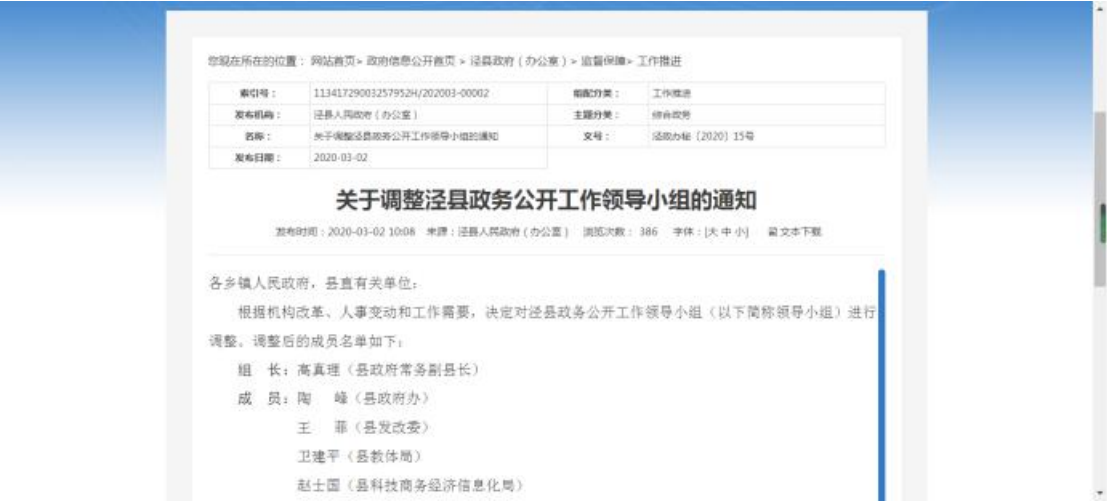 您现在所在的位置： 网站首页> 政府信息公开首页 > 泾县政府（办公室）> 监督保障> 工作推进
索引号： 11341729003257952H/202003-00002 组配分类： 工作推进
发布机构： 泾县人民政府（办公室） 主题分类： 综合政务
名称： 关于调整泾县政务公开工作领导小组的通知 文号： 泾政办秘〔2020〕15号
发布日期： 2020-03-02
关于调整泾县政务公开工作领导小组的通知
发布时间：2020-03-02 10:08 来源：泾县人民政府（办公室） 浏览次数： 386 字体：[大 中 小] 文本下载
各乡镇人民政府，县直有关单位：
根据机构改革、人事变动和工作需要，决定对泾县政务公开工作领导小组（以下简称领导小组）进行
调整。调整后的成员名单如下：
组 长：高真理（县政府常务副县长）
成 员：陶 峰（县政府办）
王 菲（县发改委）
卫建平（县教体局）
赵士国（县科技商务经济信息化局）